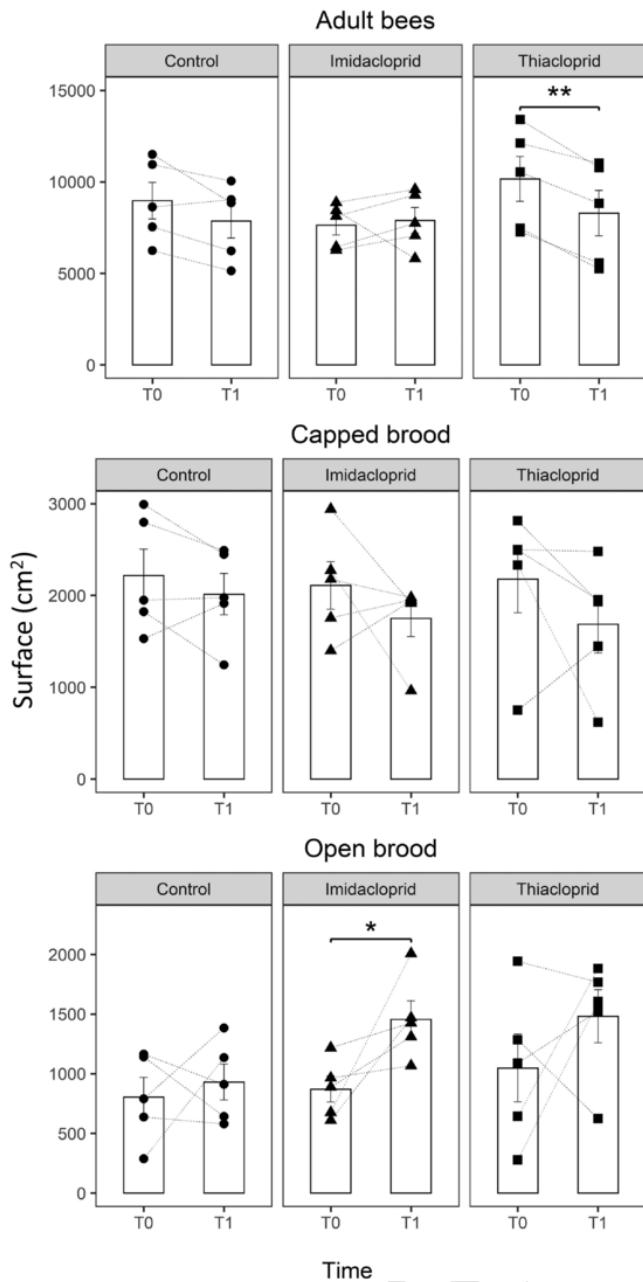 Adult bees
Control Imidacloprid Thiacloprid
**
15000
10000
5000
0
T0 T1 T0 T1 T0 T1
Capped brood
Control Imidacloprid Thiacloprid
3000
2000
1000
0
T0 T1 T0 T1 T0 T1
Surface (cm²)
Open brood
Control Imidacloprid Thiacloprid
*
2000
1500
1000
500
0
T0 T1 T0 T1 T0 T1
Time